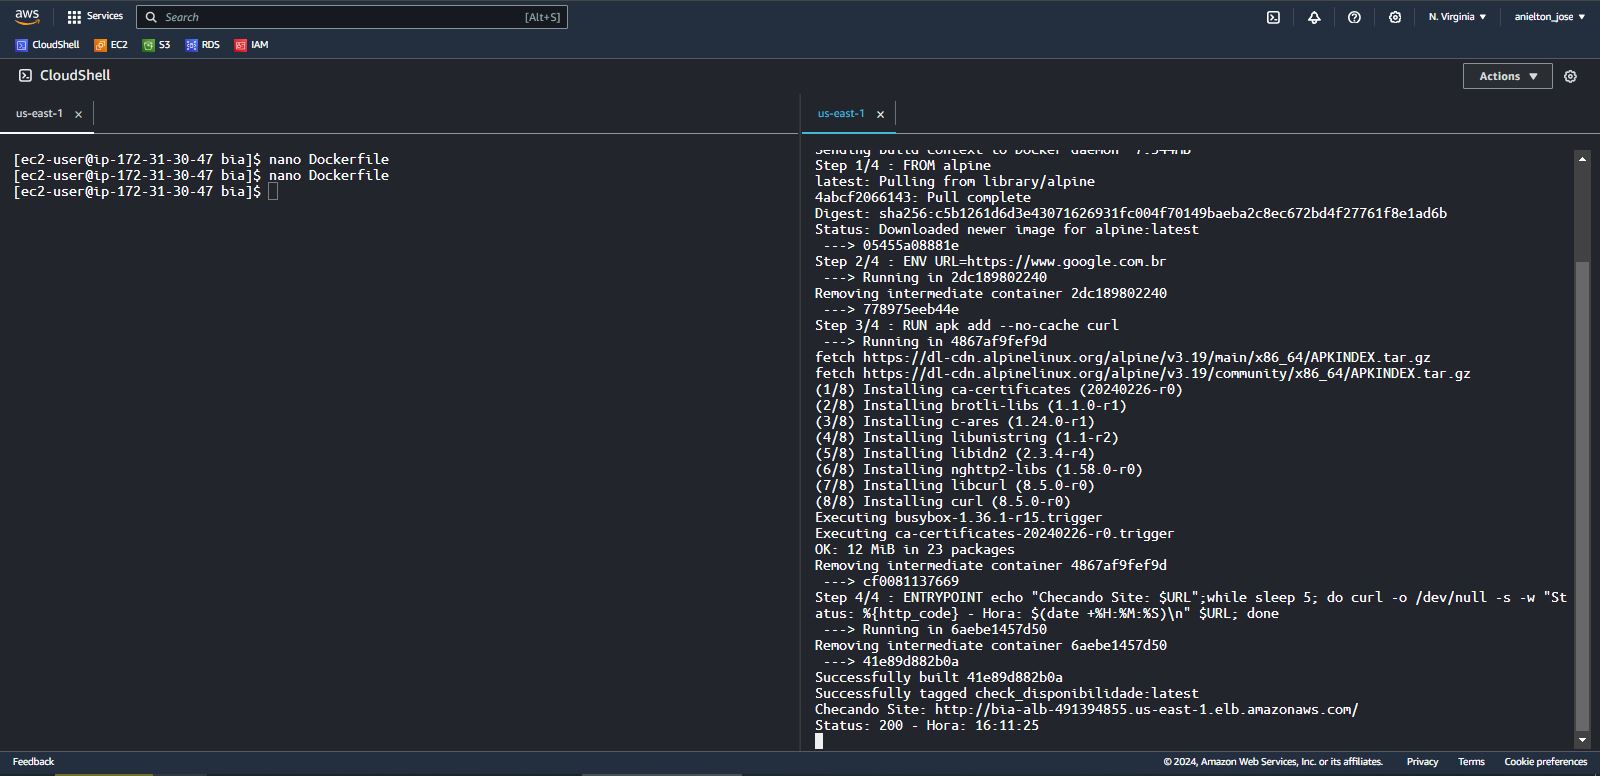 aws
Services
Search
[Alt+S]
N. Virginia
anielton_jose
CloudShell
EC2
S3
RDS
IAM
CloudShell
Actions
us-east-1
[ec2-user@ip-172-31-30-47 bia]$ nano Dockerfile
[ec2-user@ip-172-31-30-47 bia]$ nano Dockerfile
[ec2-user@ip-172-31-30-47 bia]$
us-east-1
Sending build context to Docker daemon  7.344MB
Step 1/4 : FROM alpine
latest: Pulling from library/alpine
4abcf2066143: Pull complete
Digest: sha256:c5b1261d6d3e43071626931fc004f70149baeba2c8ec672bd4f27761f8e1ad6b
Status: Downloaded newer image for alpine:latest
 ---> 05455a08881e
Step 2/4 : ENV URL=https://www.google.com.br
 ---> Running in 2dc189802240
Removing intermediate container 2dc189802240
 ---> 778975eeb44e
Step 3/4 : RUN apk add --no-cache curl
 ---> Running in 4867af9fef9d
fetch https://dl-cdn.alpinelinux.org/alpine/v3.19/main/x86_64/APKINDEX.tar.gz
fetch https://dl-cdn.alpinelinux.org/alpine/v3.19/community/x86_64/APKINDEX.tar.gz
(1/8) Installing ca-certificates (20240226-r0)
(2/8) Installing brotli-libs (1.1.0-r1)
(3/8) Installing c-ares (1.24.0-r1)
(4/8) Installing libunistring (1.1-r2)
(5/8) Installing libidn2 (2.3.4-r4)
(6/8) Installing nghttp2-libs (1.58.0-r0)
(7/8) Installing libcurl (8.5.0-r0)
(8/8) Installing curl (8.5.0-r0)
Executing busybox-1.36.1-r15.trigger
Executing ca-certificates-20240226-r0.trigger
OK: 12 MiB in 23 packages
Removing intermediate container 4867af9fef9d
 ---> cf0081137669
Step 4/4 : ENTRYPOINT echo "Checando Site: $URL";while sleep 5; do curl -o /dev/null -s -w "St
atus: %{http_code} - Hora: $(date +%H:%M:%S)\n" $URL; done
 ---> Running in 6aebe1457d50
Removing intermediate container 6aebe1457d50
 ---> 41e89d882b0a
Successfully built 41e89d882b0a
Successfully tagged check_disponibilidade:latest
Checando Site: http://bia-alb-491394855.us-east-1.elb.amazonaws.com/
Status: 200 - Hora: 16:11:25
Feedback
© 2024, Amazon Web Services, Inc. or its affiliates.
Privacy
Terms
Cookie preferences